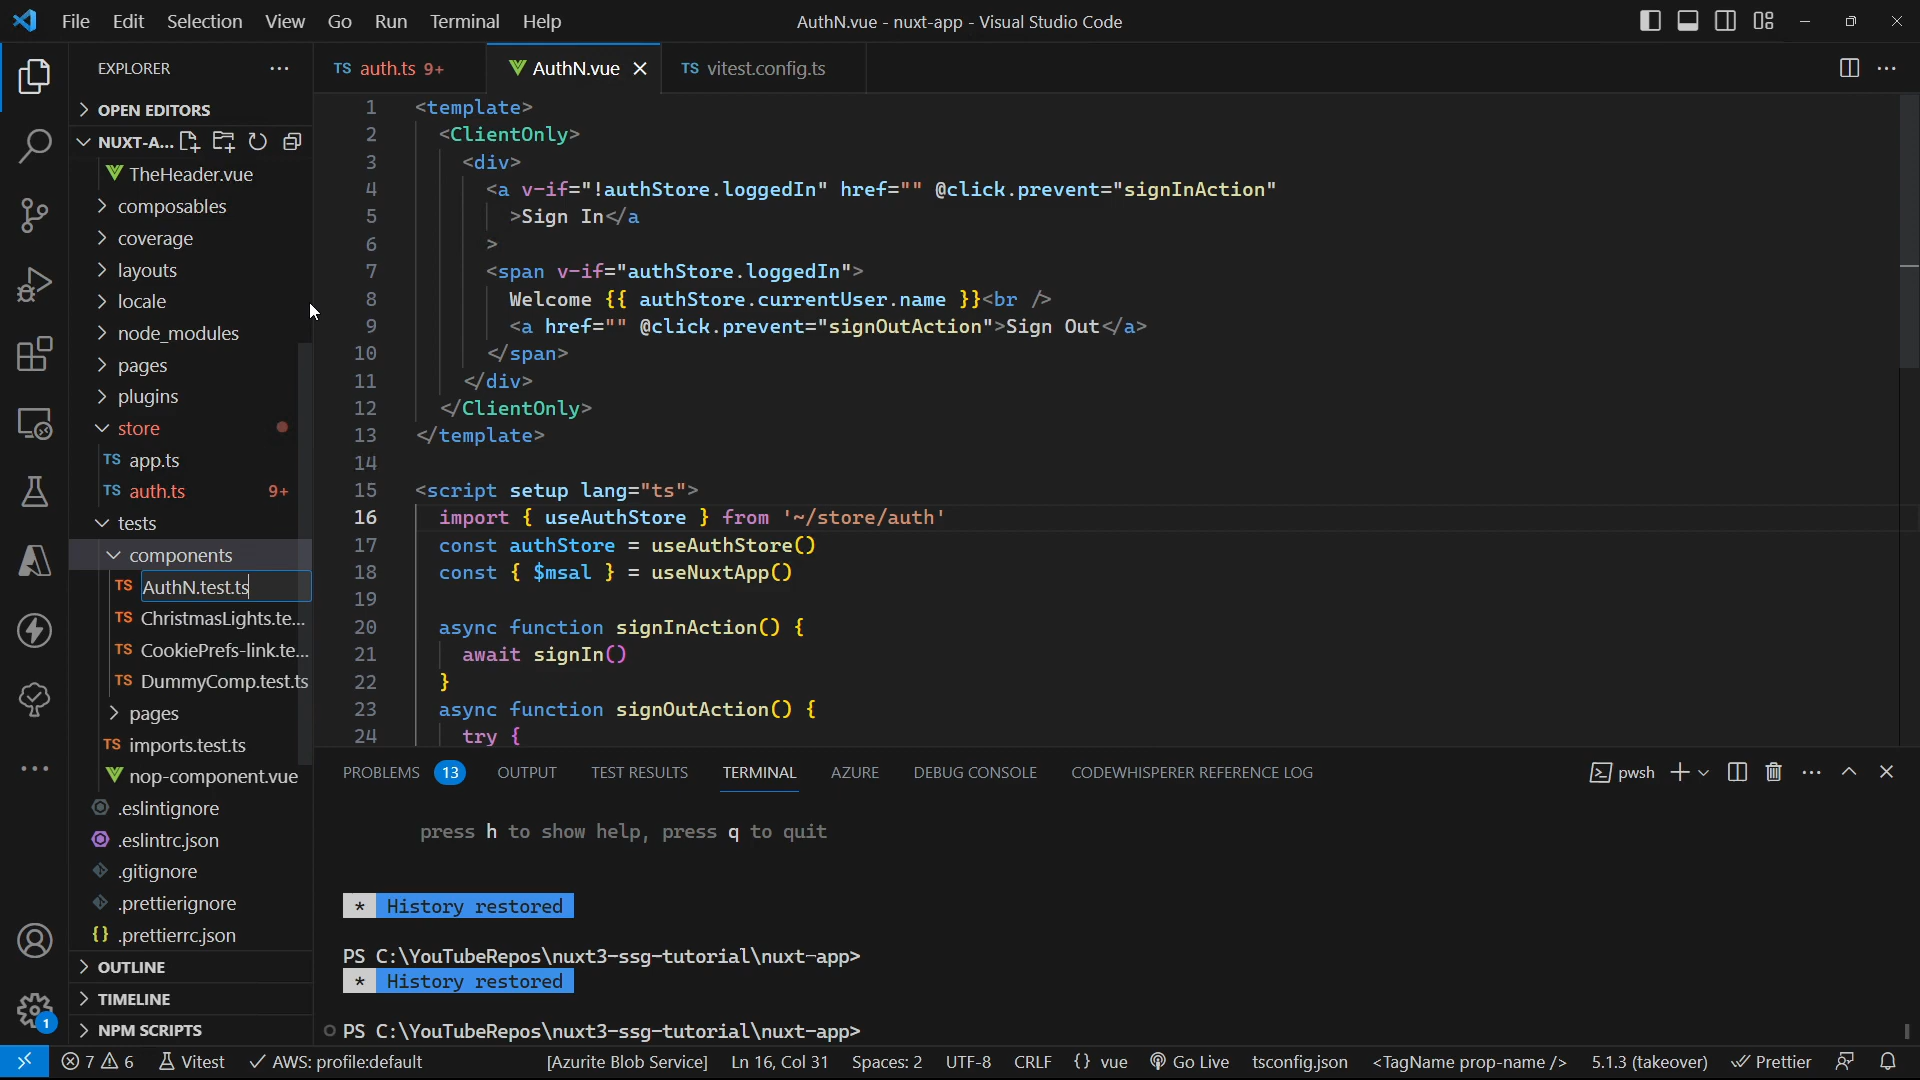 File Edit Selection View Go Run Terminal Help
AuthN.vue - nuxt-app - Visual Studio Code
EXPLORER
OPEN EDITORS
NUXT-A...
TheHeader.vue
composables
coverage
layouts
locale
node_modules
pages
plugins
store
TS app.ts
TS auth.ts 9+
tests
components
TS AuthN.test.ts
TS ChristmasLights.te...
TS CookiePrefs-link.te...
TS DummyComp.test.ts
pages
TS imports.test.ts
nop-component.vue
.eslintignore
.eslintrc.json
.gitignore
.prettierignore
{} .prettierrc.json
OUTLINE
TIMELINE
NPM SCRIPTS
1
TS auth.ts 9+ AuthN.vue TS vitest.config.ts
1 <template>
2 <ClientOnly>
3 <div>
4 <a v-if="!authStore.loggedIn" href="" @click.prevent="signInAction"
5 >Sign In</a
6 >
7 <span v-if="authStore.loggedIn">
8 Welcome {{ authStore.currentUser.name }}<br />
9 <a href="" @click.prevent="signOutAction">Sign Out</a>
10 </span>
11 </div>
12 </ClientOnly>
13 </template>
14
15 <script setup lang="ts">
16 import { useAuthStore } from '~/store/auth'
17 const authStore = useAuthStore()
18 const { $msal } = useNuxtApp()
19
20 async function signInAction() {
21 await signIn()
22 }
23 async function signOutAction() {
24 try {
PROBLEMS 13 OUTPUT TEST RESULTS TERMINAL AZURE DEBUG CONSOLE CODEWHISPERER REFERENCE LOG
pwsh
press h to show help, press q to quit
* History restored
PS C:\YouTubeRepos\nuxt3-ssg-tutorial\nuxt-app>
* History restored
PS C:\YouTubeRepos\nuxt3-ssg-tutorial\nuxt-app>
7 6 Vitest AWS: profile:default [Azurite Blob Service] Ln 16, Col 31 Spaces: 2 UTF-8 CRLF {} vue Go Live tsconfig.json <TagName prop-name /> 5.1.3 (takeover) Prettier